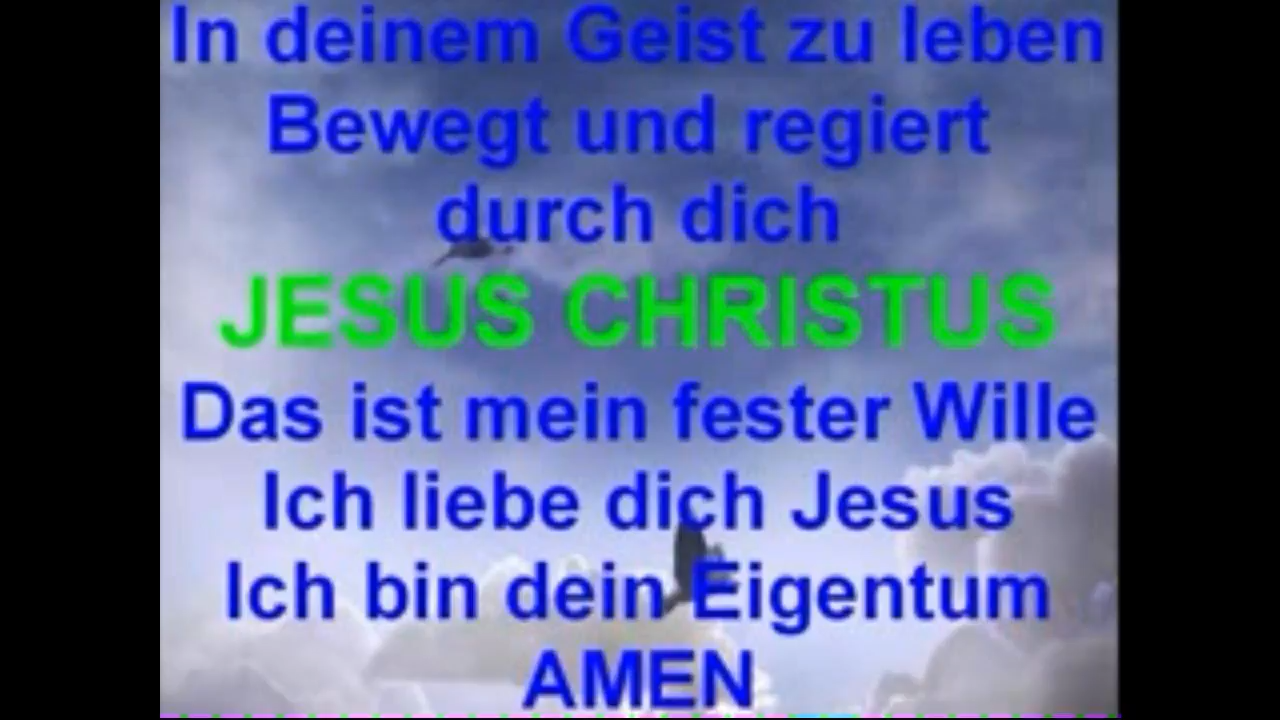 In deinem Geist zu leben
Bewegt und regiert
durch dich
JESUS CHRISTUS
Das ist mein fester Wille
Ich liebe dich Jesus
Ich bin dein Eigentum
AMEN